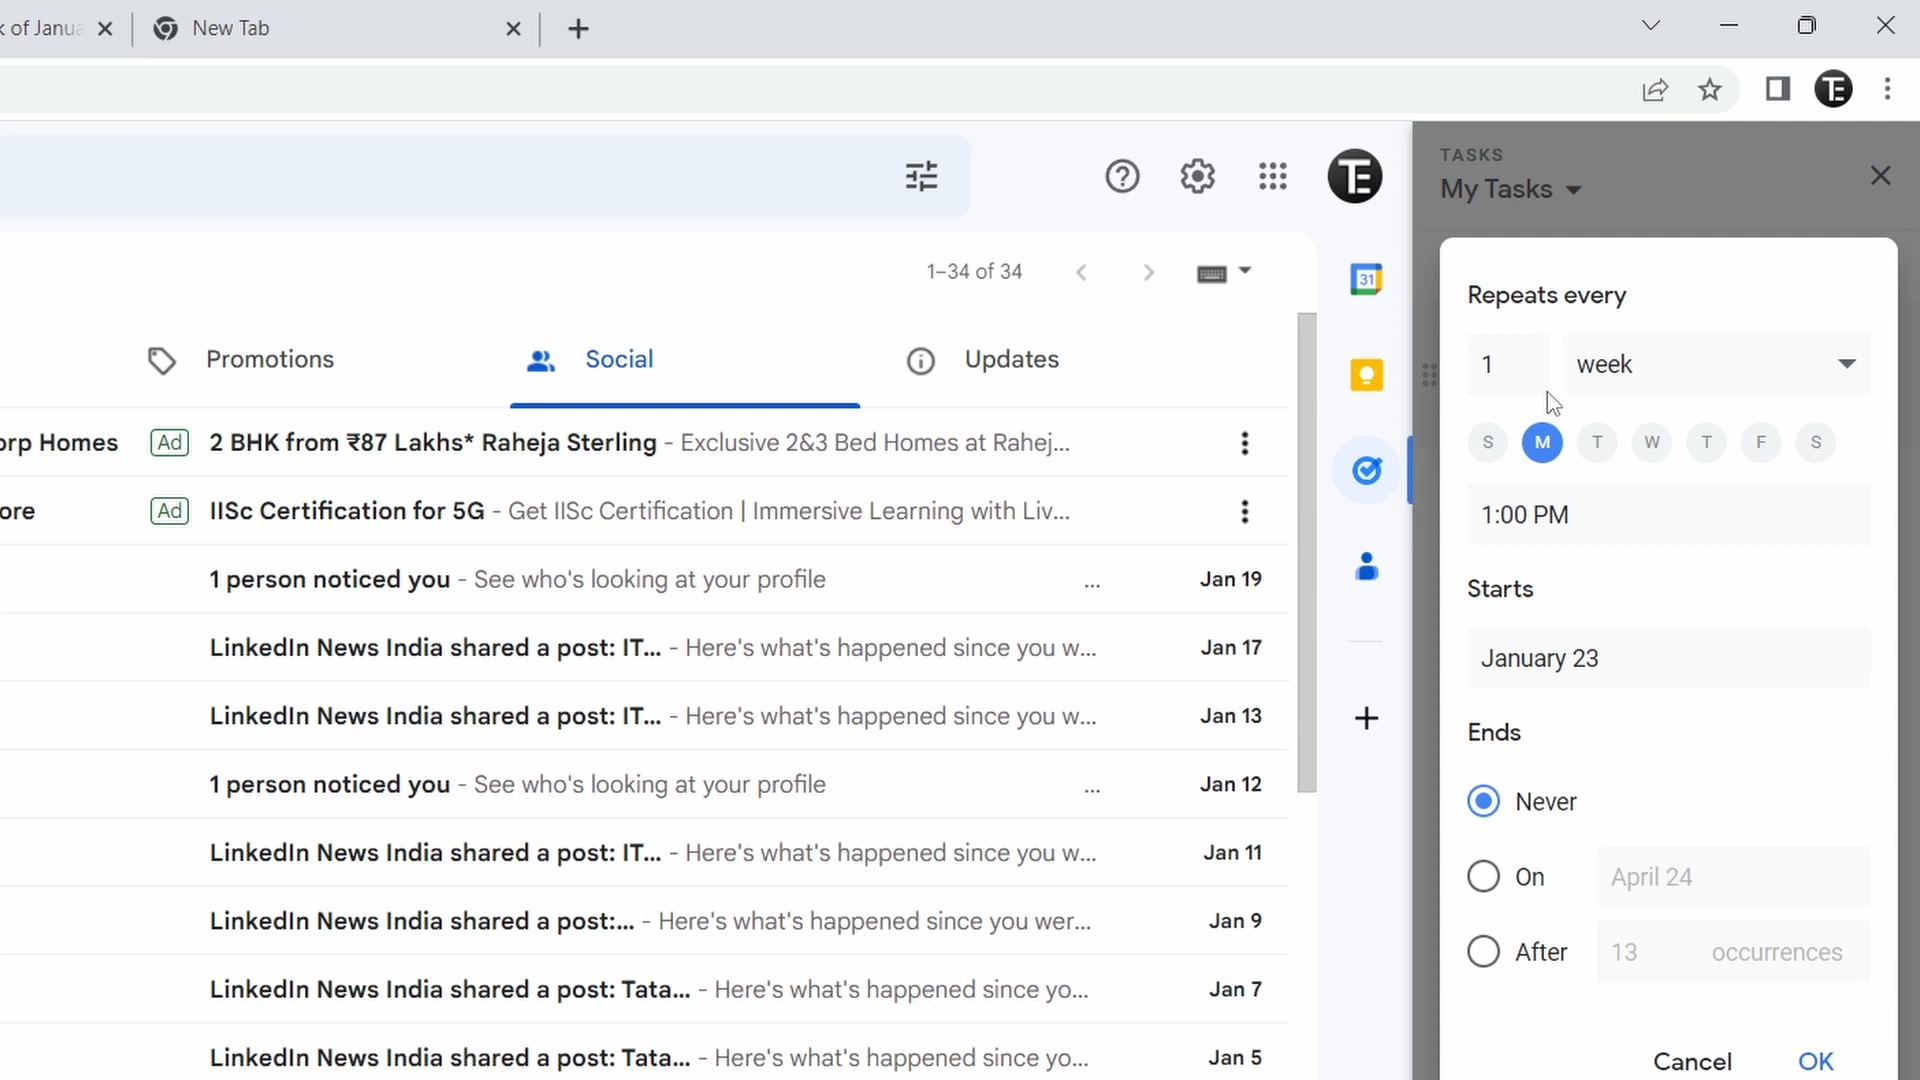 k of Janua
New Tab
TE
TASKS
My Tasks
TE
1–34 of 34
31
Promotions
Social
Updates
orp Homes Ad 2 BHK from ₹87 Lakhs* Raheja Sterling - Exclusive 2&3 Bed Homes at Rahej...
ore Ad IISc Certification for 5G - Get IISc Certification | Immersive Learning with Liv...
1 person noticed you - See who's looking at your profile ... Jan 19
LinkedIn News India shared a post: IT... - Here's what's happened since you w... Jan 17
LinkedIn News India shared a post: IT... - Here's what's happened since you w... Jan 13
1 person noticed you - See who's looking at your profile ... Jan 12
LinkedIn News India shared a post: IT... - Here's what's happened since you w... Jan 11
LinkedIn News India shared a post:... - Here's what's happened since you wer... Jan 9
LinkedIn News India shared a post: Tata... - Here's what's happened since yo... Jan 7
LinkedIn News India shared a post: Tata... - Here's what's happened since yo... Jan 5
Repeats every
1 week
S M T W T F S
1:00 PM
Starts
January 23
Ends
Never
On April 24
After 13 occurrences
Cancel OK